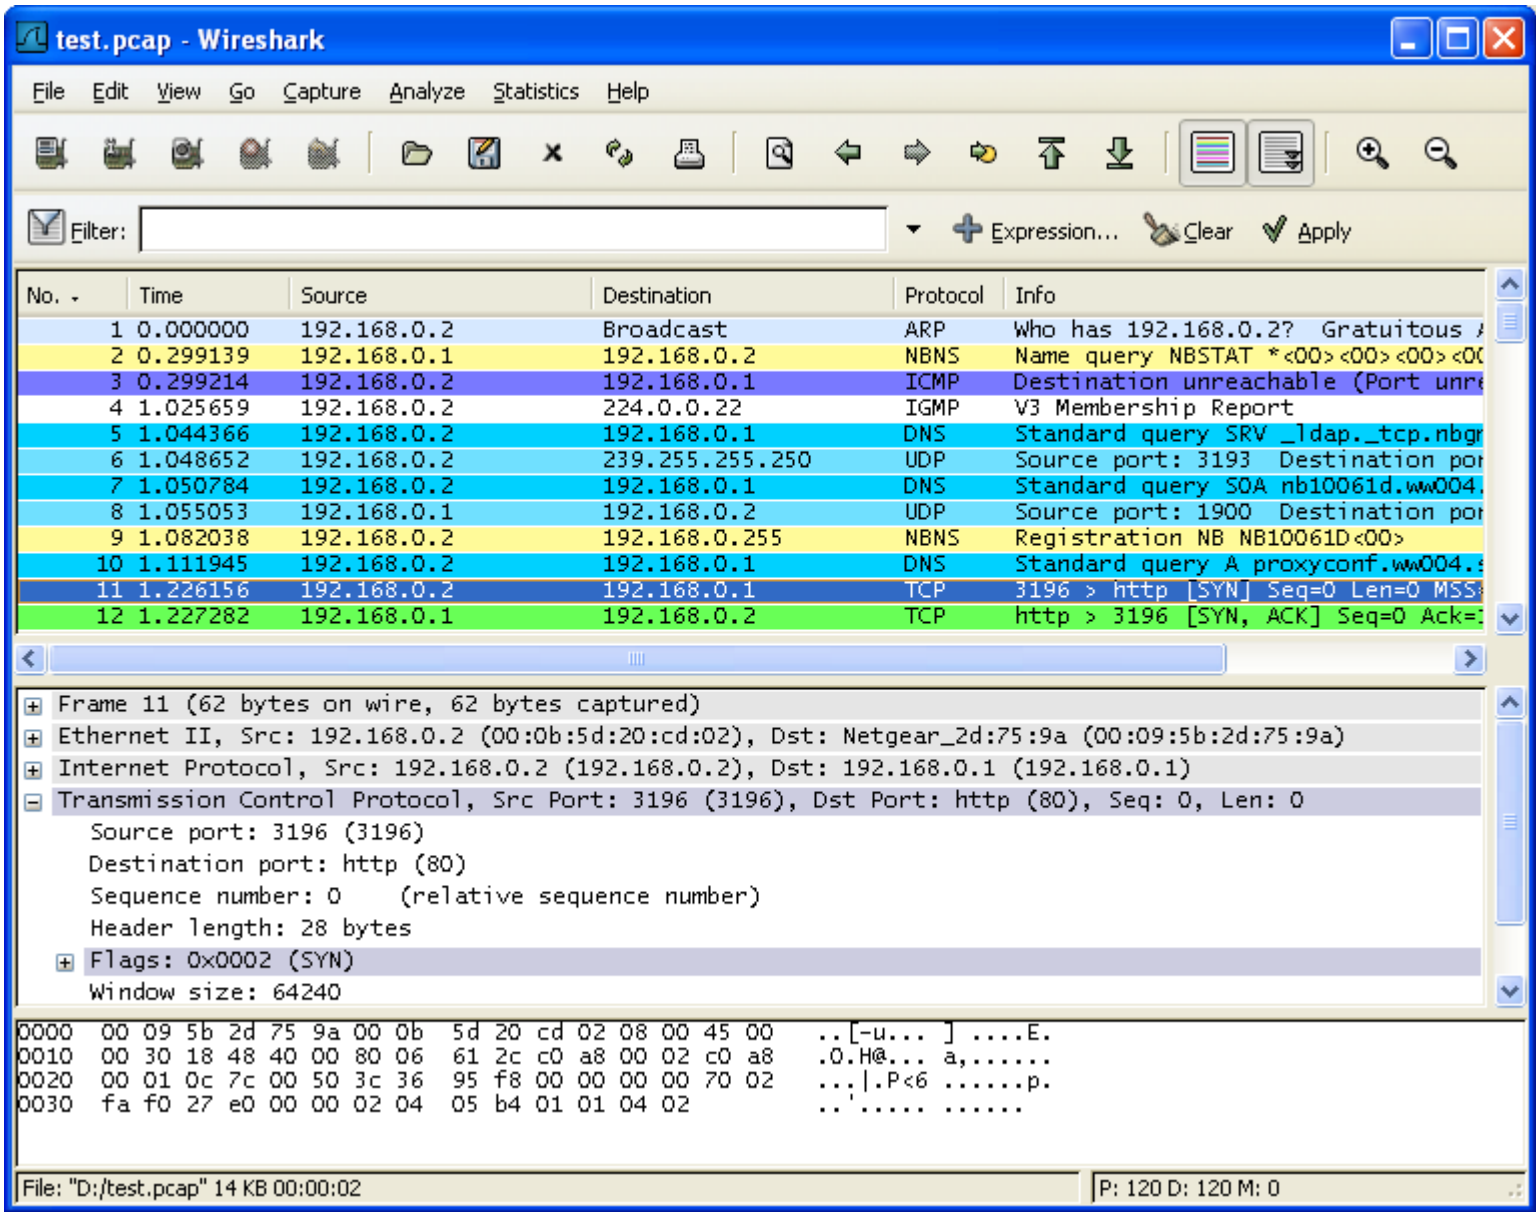 test.pcap - Wireshark
File Edit View Go Capture Analyze Statistics Help
Filter: Expression... Clear Apply
No. Time Source Destination Protocol Info
1 0.000000 192.168.0.2 Broadcast ARP Who has 192.168.0.2? Gratuitous
2 0.299139 192.168.0.1 192.168.0.2 NBNS Name query NBSTAT *<00><00><00><00
3 0.299214 192.168.0.2 192.168.0.1 ICMP Destination unreachable (Port unre
4 1.025659 192.168.0.2 224.0.0.22 IGMP V3 Membership Report
5 1.044366 192.168.0.2 192.168.0.1 DNS Standard query SRV _ldap._tcp.nbgr
6 1.048652 192.168.0.2 239.255.255.250 UDP Source port: 3193 Destination por
7 1.050784 192.168.0.2 192.168.0.1 DNS Standard query SOA nb10061d.ww004.
8 1.055053 192.168.0.1 192.168.0.2 UDP Source port: 1900 Destination por
9 1.082038 192.168.0.2 192.168.0.255 NBNS Registration NB NB10061D<00>
10 1.111945 192.168.0.2 192.168.0.1 DNS Standard query A proxyconf.ww004.s
11 1.226156 192.168.0.2 192.168.0.1 TCP 3196 > http [SYN] Seq=0 Len=0 MSS=
12 1.227282 192.168.0.1 192.168.0.2 TCP http > 3196 [SYN, ACK] Seq=0 Ack=1
Frame 11 (62 bytes on wire, 62 bytes captured)
Ethernet II, Src: 192.168.0.2 (00:0b:5d:20:cd:02), Dst: Netgear_2d:75:9a (00:09:5b:2d:75:9a)
Internet Protocol, Src: 192.168.0.2 (192.168.0.2), Dst: 192.168.0.1 (192.168.0.1)
Transmission Control Protocol, Src Port: 3196 (3196), Dst Port: http (80), Seq: 0, Len: 0
Source port: 3196 (3196)
Destination port: http (80)
Sequence number: 0 (relative sequence number)
Header length: 28 bytes
Flags: 0x0002 (SYN)
Window size: 64240
0000 00 09 5b 2d 75 9a 00 0b 5d 20 cd 02 08 00 45 00 ..[-u... ] ....E.
0010 00 30 18 48 40 00 80 06 61 2c c0 a8 00 02 c0 a8 .0.H@... a,......
0020 00 01 0c 7c 00 50 3c 36 95 f8 00 00 00 00 70 02 ...|.P<6 ......p.
0030 fa f0 27 e0 00 00 02 04 05 b4 01 01 04 02 ..'..... ......
File: "D:/test.pcap" 14 KB 00:00:02 P: 120 D: 120 M: 0